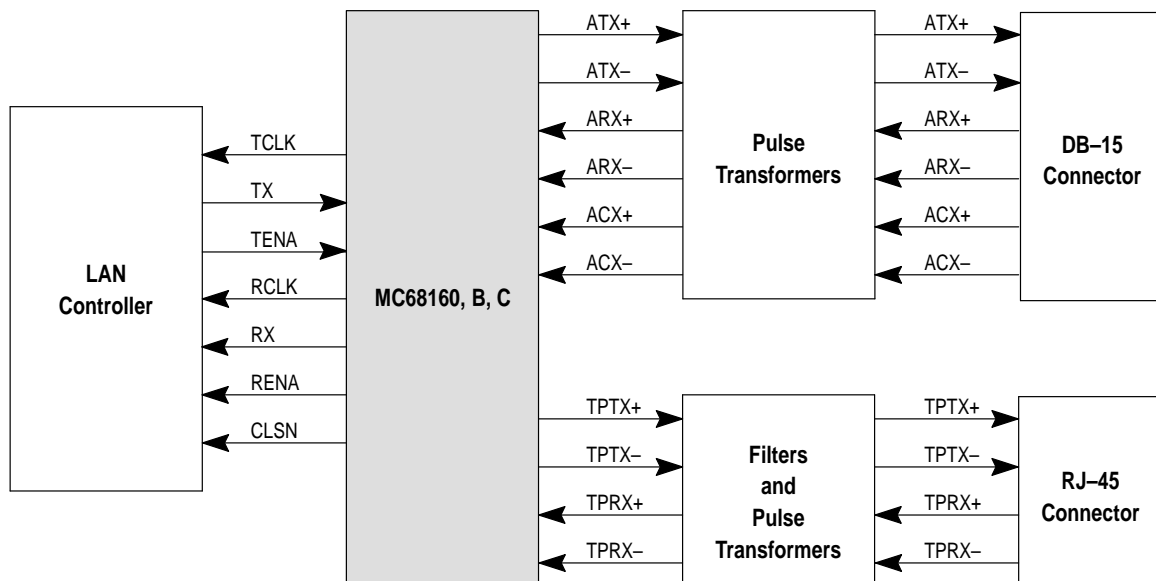 LAN
Controller
TCLK
TX
TENA
RCLK
RX
RENA
CLSN
MC68160, B, C
ATX+
ATX–
ARX+
ARX–
ACX+
ACX–
Pulse
Transformers
ATX+
ATX–
ARX+
ARX–
ACX+
ACX–
DB–15
Connector
TPTX+
TPTX–
TPRX+
TPRX–
Filters
and
Pulse
Transformers
TPTX+
TPTX–
TPRX+
TPRX–
RJ–45
Connector